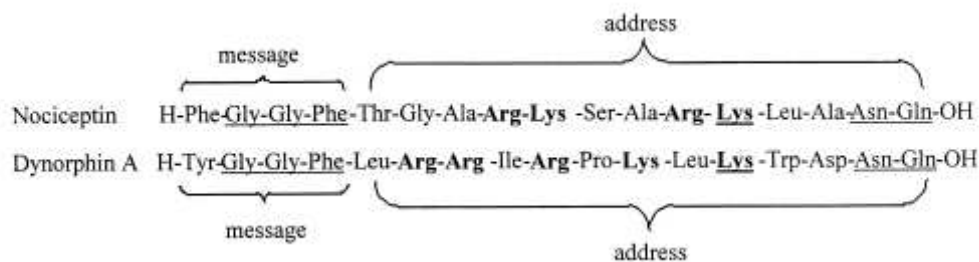 address
message
Nociceptin H-Phe-Gly-Gly-Phe-Thr-Gly-Ala-Arg-Lys -Ser-Ala-Arg- Lys -Leu-Ala-Asn-Gln-OH
Dynorphin A H-Tyr-Gly-Gly-Phe-Leu-Arg-Arg -Ile-Arg-Pro-Lys -Leu-Lys -Trp-Asp-Asn-Gln-OH
message
address